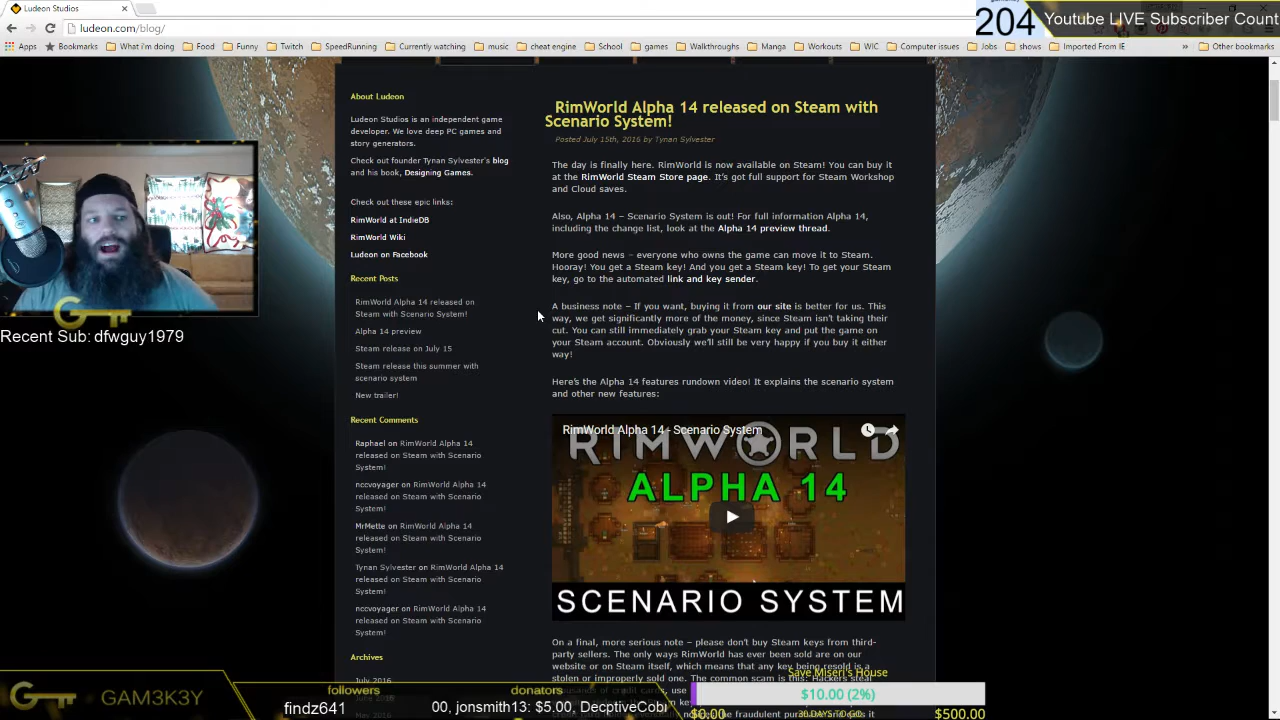 Ludeon Studios
204
Youtube LIVE Subscriber Count
ludeon.com/blog/
Apps
Bookmarks
What i'm doing
Food
Funny
Twitch
SpeedRunning
Currently watching
music
cheat engine
School
games
Walkthroughs
Manga
Workouts
WIC
Computer issues
Jobs
shows
Imported From IE
»
Other bookmarks
About Ludeon
Ludeon Studios is an independent game
developer. We love deep PC games and
story generators.
Check out founder Tynan Sylvester's blog
and his book, Designing Games.
Check out these epic links:
RimWorld at IndieDB
RimWorld Wiki
Ludeon on Facebook
Recent Posts
RimWorld Alpha 14 released on
Steam with Scenario System!
Alpha 14 preview
Steam release on July 15
Steam release this summer with
scenario system
New trailer!
Recent Comments
Raphael on RimWorld Alpha 14
released on Steam with Scenario
System!
nccvoyager on RimWorld Alpha 14
released on Steam with Scenario
System!
MrMette on RimWorld Alpha 14
released on Steam with Scenario
System!
Tynan Sylvester on RimWorld Alpha 14
released on Steam with Scenario
System!
nccvoyager on RimWorld Alpha 14
released on Steam with Scenario
System!
Archives
July 2016
RimWorld Alpha 14 released on Steam with
Scenario System!
Posted July 15th, 2016 by Tynan Sylvester
The day is finally here. RimWorld is now available on Steam! You can buy it
at the RimWorld Steam Store page. It's got full support for Steam Workshop
and Cloud saves.
Also, Alpha 14 – Scenario System is out! For full information Alpha 14,
including the change list, look at the Alpha 14 preview thread.
More good news – everyone who owns the game can move it to Steam.
Hooray! You get a Steam key! And you get a Steam key! To get your Steam
key, go to the automated link and key sender.
A business note – If you want, buying it from our site is better for us. This
way, we get significantly more of the money, since Steam isn't taking their
cut. You can still immediately grab your Steam key and put the game on
your Steam account. Obviously we'll still be very happy if you buy it either
way!
Here's the Alpha 14 features rundown video! It explains the scenario system
and other new features:
RimWorld Alpha 14 - Scenario System
RIMWORLD
ALPHA 14
SCENARIO SYSTEM
On a final, more serious note – please don't buy Steam keys from third-
party sellers. The only ways RimWorld has ever been sold are on our
website or on Steam itself, which means that any key being resold is a
stolen or improperly sold one. The common scam is this: Hackers steal
Recent Sub: dfwguy1979
GAM3K3Y
followers
findz641
donators
00, jonsmith13: $5.00, DecptiveCobr
Save Miseri's House
$10.00 (2%)
$0.00
$500.00